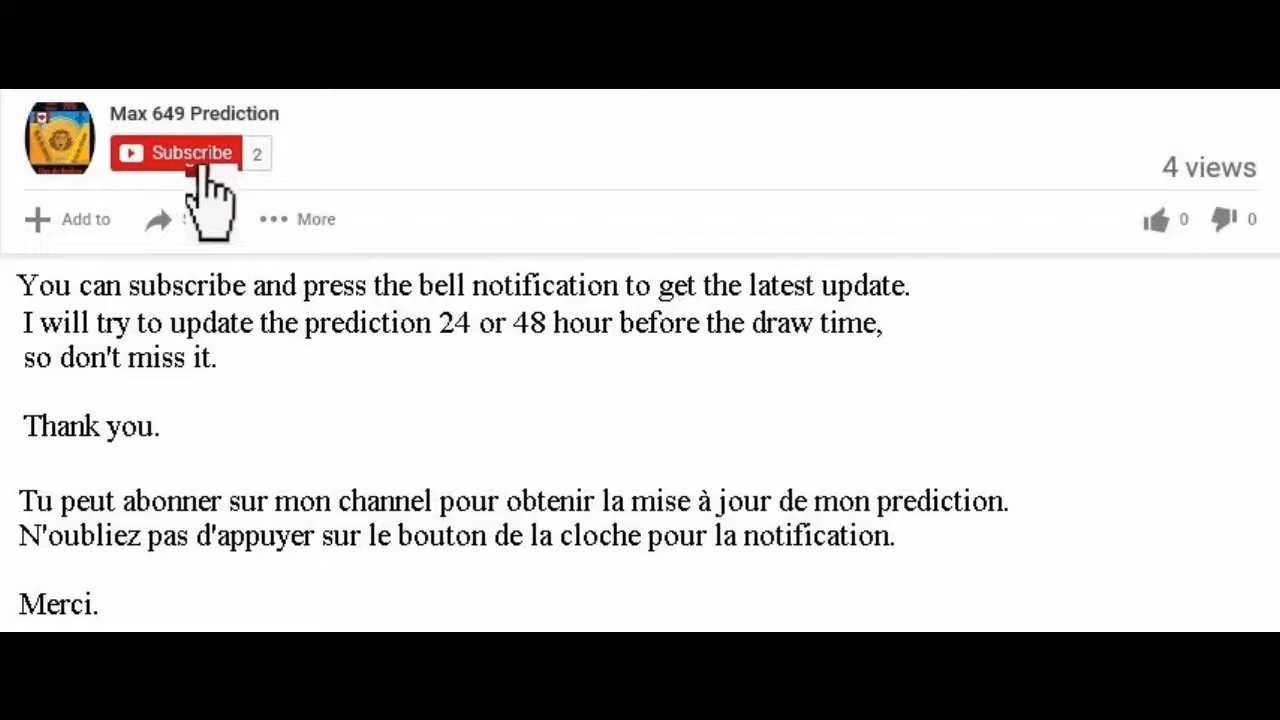 Max 649 Prediction
Subscribe 2
4 views
Add to
More
0 0
You can subscribe and press the bell notification to get the latest update.
I will try to update the prediction 24 or 48 hour before the draw time,
so don't miss it.
Thank you.
Tu peut abonner sur mon channel pour obtenir la mise à jour de mon prediction.
N'oubliez pas d'appuyer sur le bouton de la cloche pour la notification.
Merci.